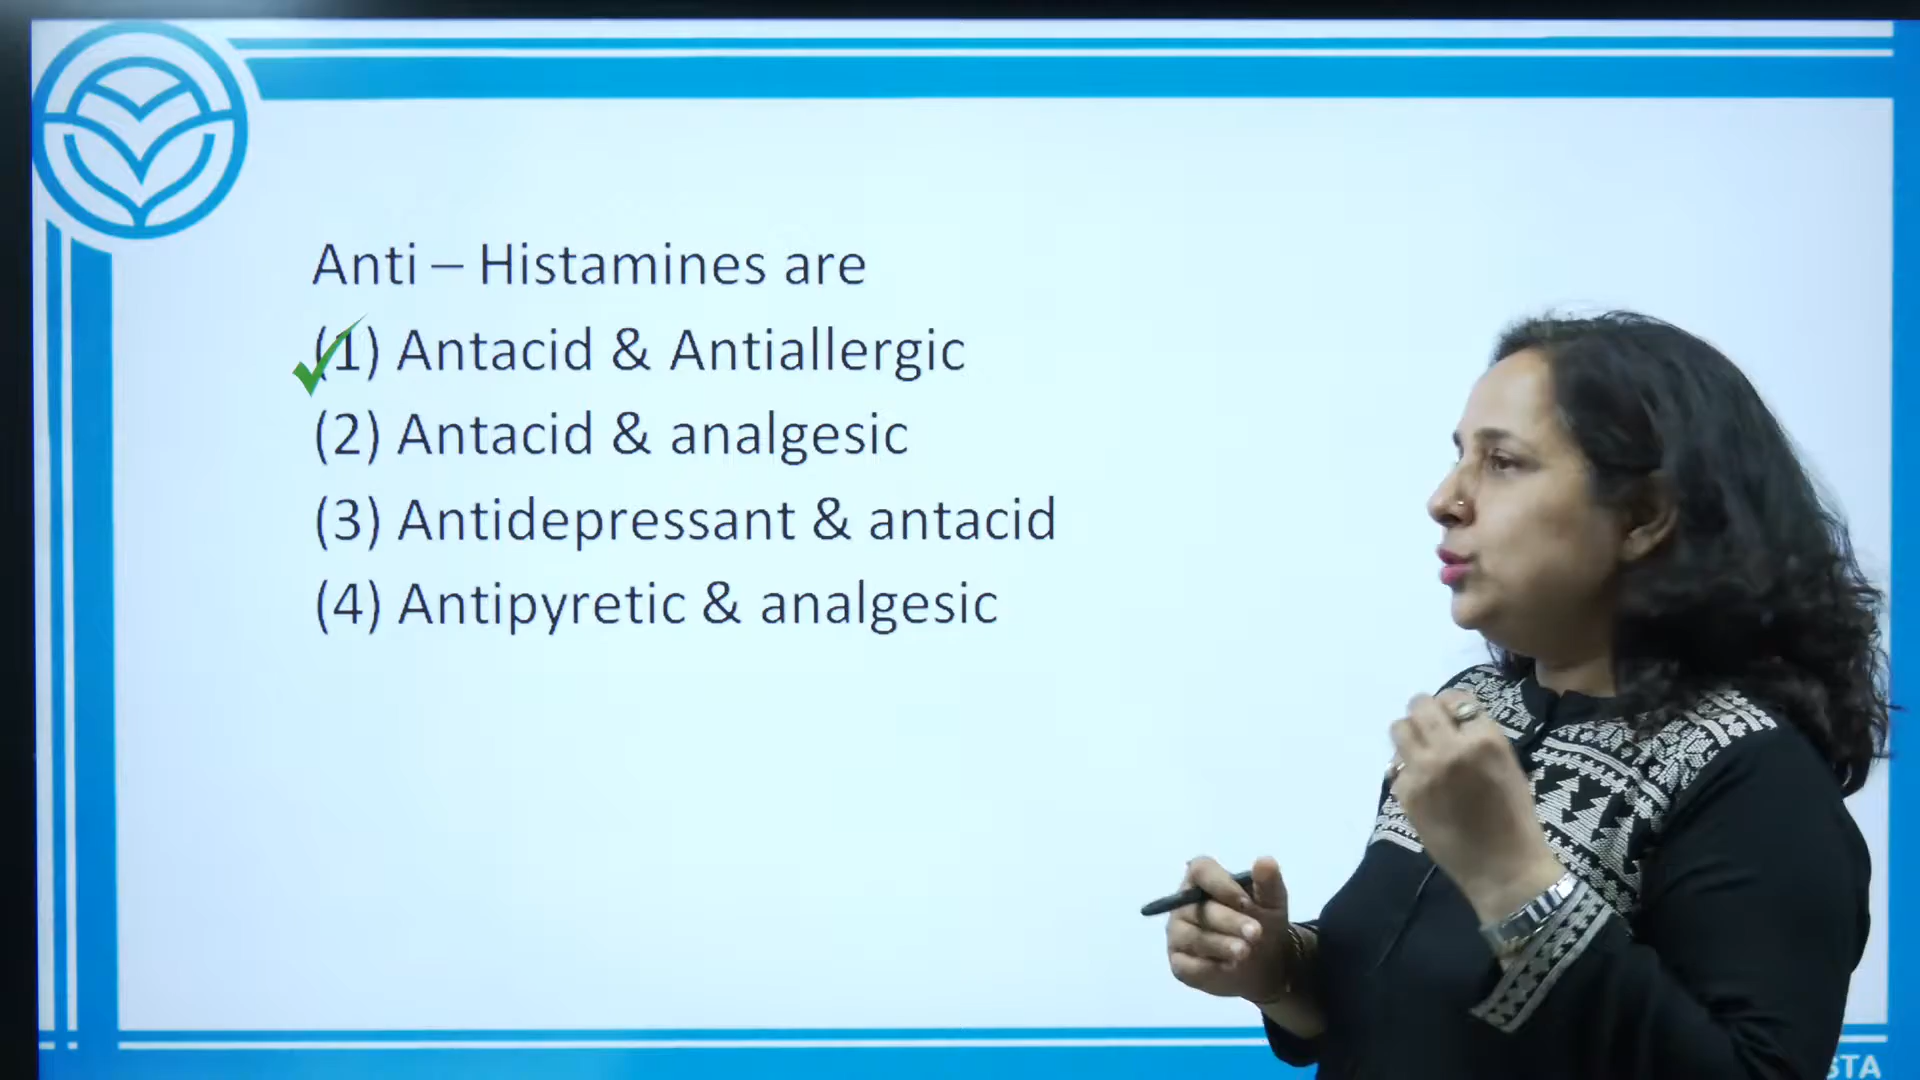 Anti – Histamines are
(1) Antacid & Antiallergic
(2) Antacid & analgesic
(3) Antidepressant & antacid
(4) Antipyretic & analgesic